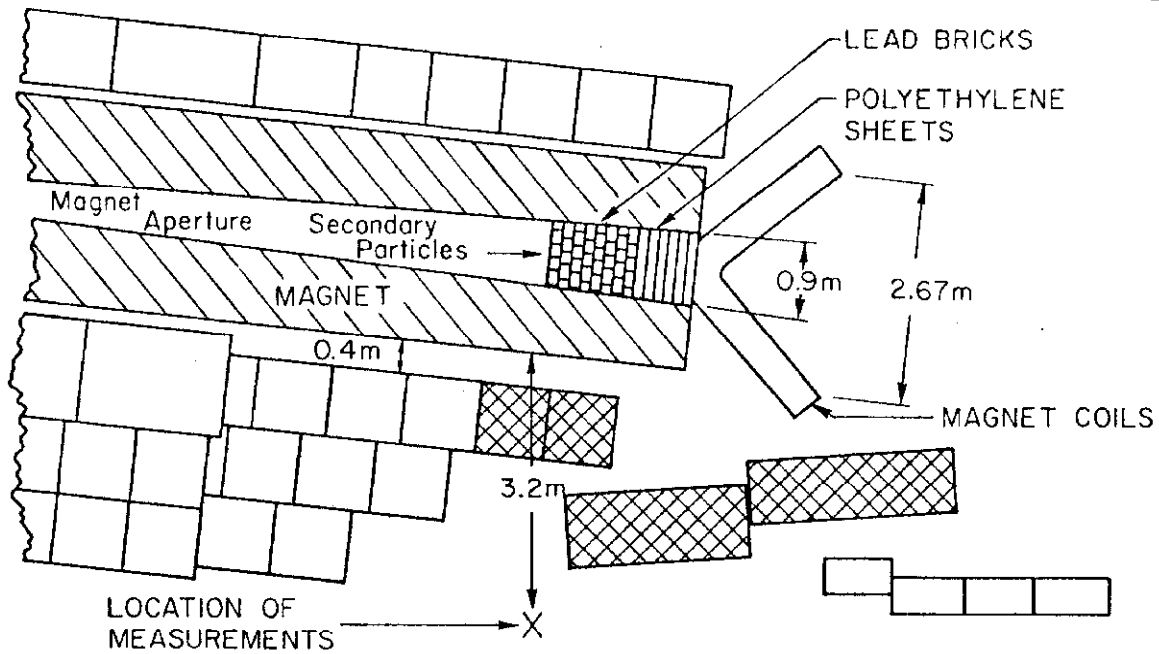 LEAD BRICKS
POLYETHYLENE
SHEETS
Magnet
Aperture
Secondary
Particles
MAGNET
0.9m
2.67m
0.4m
MAGNET COILS
3.2m
LOCATION OF
MEASUREMENTS
X